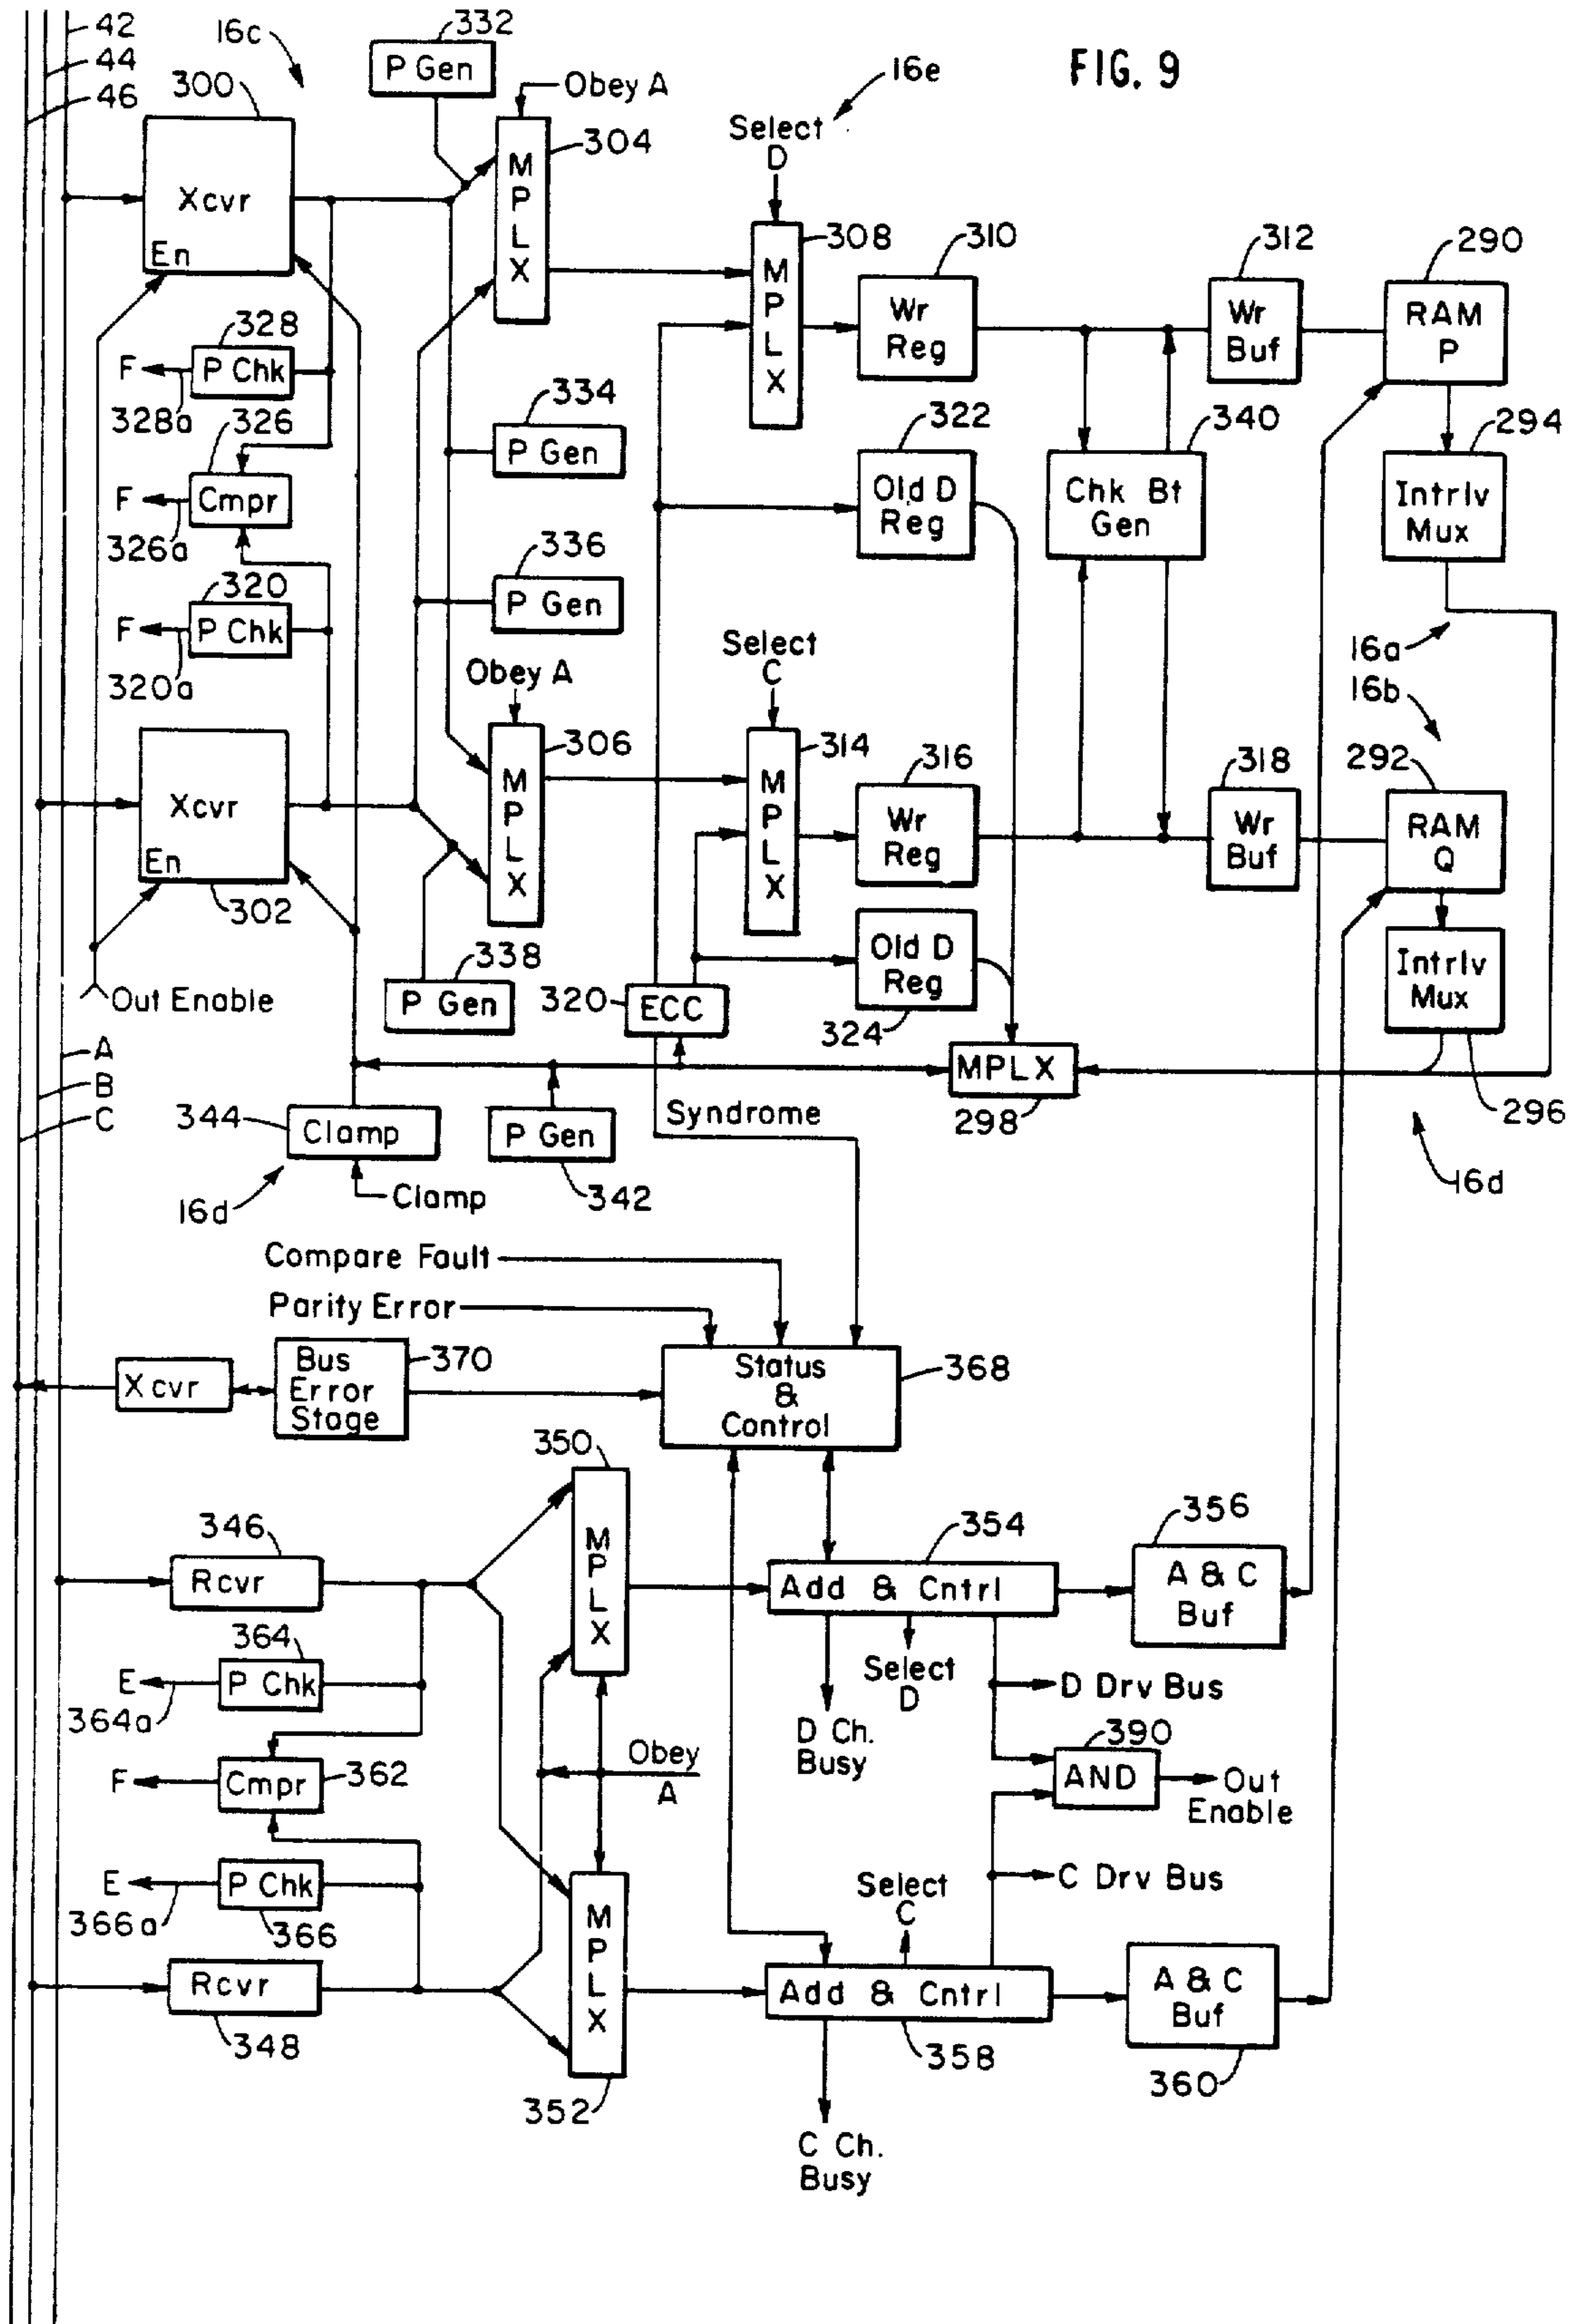 FIG. 9
42
44
46
16c
300
332
P Gen
Obey A
304
MPLX
Xcvr
En
16e
Select
D
308
MPLX
310
Wr
Reg
312
Wr
Buf
290
RAM
P
328
P Chk
F
328a
326
Cmpr
F
326a
320
P Chk
F
320a
334
P Gen
336
P Gen
322
Old D
Reg
340
Chk Bt
Gen
294
Intrlv
Mux
16a
16b
Obey A
306
MPLX
Select
C
314
MPLX
316
Wr
Reg
318
Wr
Buf
292
RAM
Q
Xcvr
En
302
Out Enable
338
P Gen
320
ECC
Old D
Reg
324
Intrlv
Mux
296
A
B
C
MPLX
298
344
Clamp
P Gen
342
Syndrome
16d
Clamp
16d
Compare Fault
Parity Error
Xcvr
Bus
Error
Stage
370
Status
&
Control
368
350
MPLX
346
Rcvr
354
Add & Cntrl
356
A & C
Buf
364
P Chk
E
364a
Select
D
D Ch.
Busy
D Drv Bus
390
AND
Out
Enable
Cmpr
362
F
Obey
A
P Chk
E
366a
366
Select
C
C Drv Bus
MPLX
352
Rcvr
348
Add & Cntrl
358
A & C
Buf
360
C Ch.
Busy